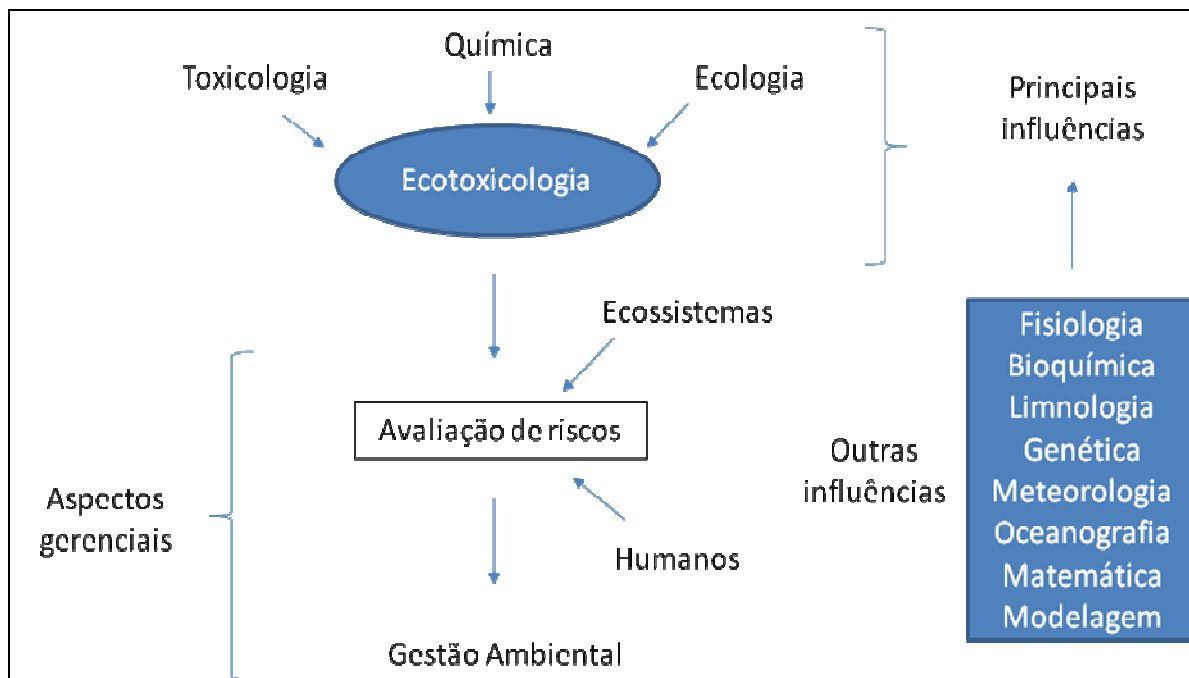 Química
Toxicologia
Ecologia
Ecotoxicologia
Principais
influências
Ecossistemas
Avaliação de riscos
Humanos
Gestão Ambiental
Aspectos
gerenciais
Outras
influências
Fisiologia
Bioquímica
Limnologia
Genética
Meteorologia
Oceanografia
Matemática
Modelagem